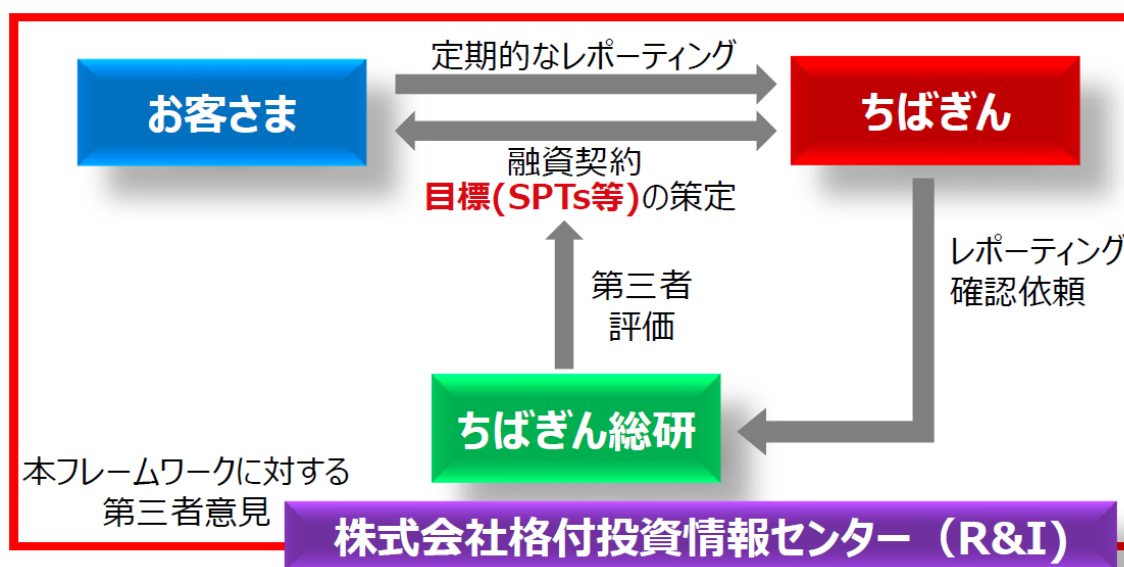 定期的なレポーティング
お客さま
ちばぎん
融資契約
目標(SPTs等)の策定
レポーティング
確認依頼
第三者
評価
ちばぎん総研
本フレームワークに対する
第三者意見
株式会社格付投資情報センター（R&I）